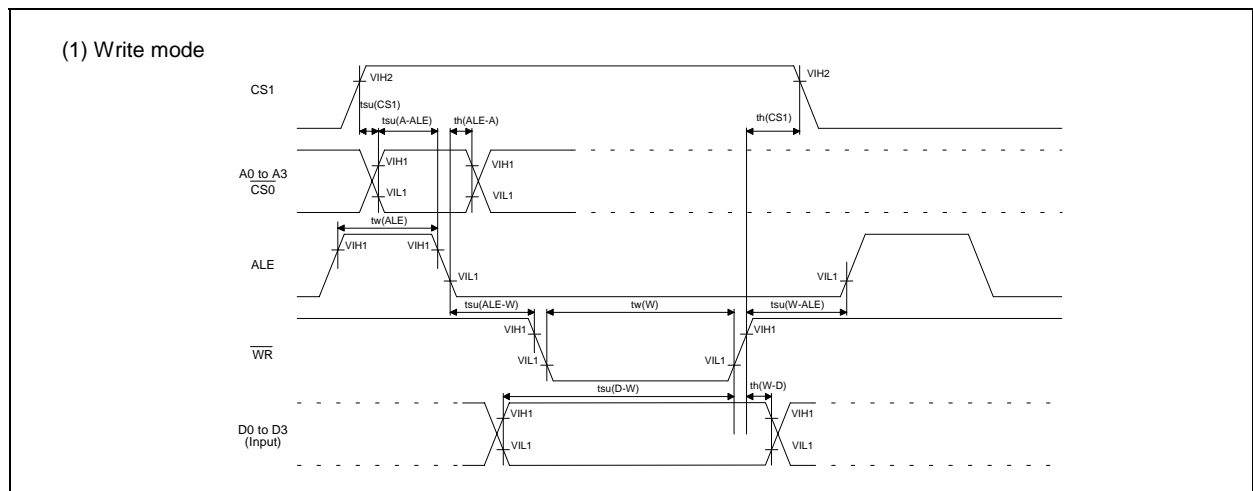 (1) Write mode
CS1
VIH2
VIH2
tsu(CS1)
tsu(A-ALE)
th(ALE-A)
th(CS1)
A0 to A3
CS0
VIH1
VIH1
VIH1
VIL1
VIL1
VIL1
tw(ALE)
ALE
VIH1
VIH1
VIL1
VIL1
tsu(ALE-W)
tw(W)
tsu(W-ALE)
WR
VIH1
VIH1
VIL1
VIL1
tsu(D-W)
th(W-D)
D0 to D3
(Input)
VIH1
VIH1
VIL1
VIL1